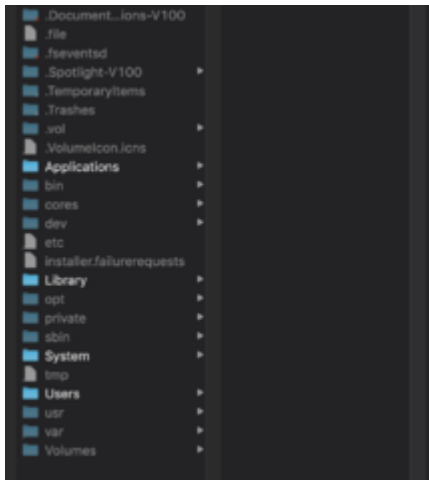 .Document...ions-V100
.file
.fseventsd
.Spotlight-V100
.TemporaryItems
.Trashes
.vol
.VolumeIcon.icns
Applications
bin
cores
dev
etc
installer.failurerequests
Library
opt
private
sbin
System
tmp
Users
usr
var
Volumes